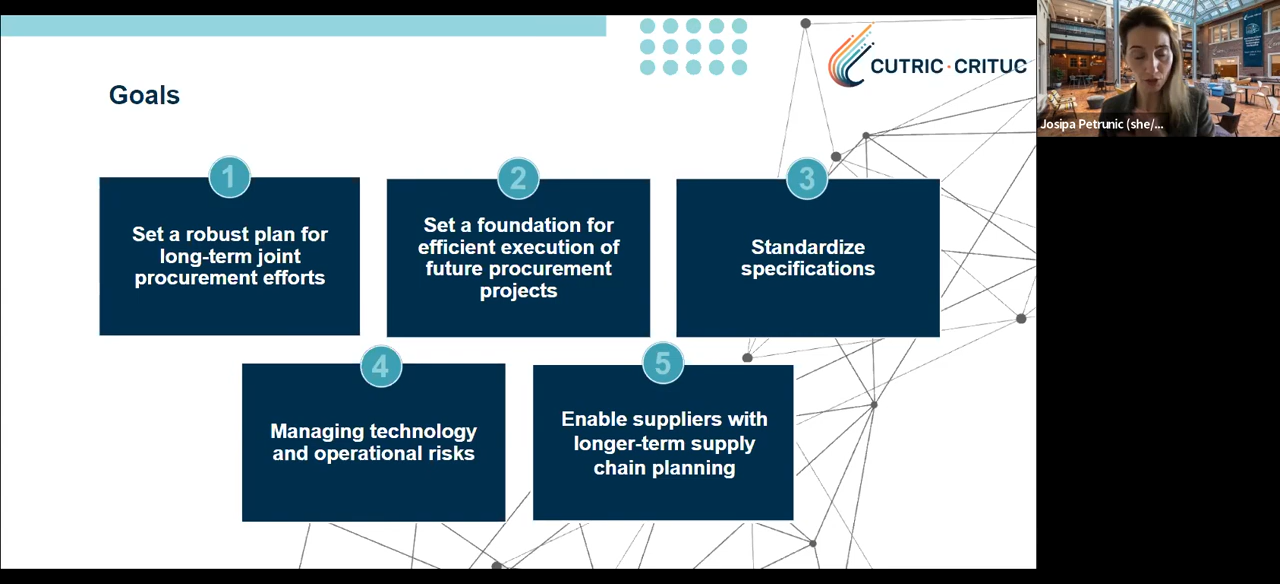 CUTRIC · CRITUC
Josipa Petrunic (she/...
Goals
1
Set a robust plan for
long-term joint
procurement efforts
2
Set a foundation for
efficient execution of
future procurement
projects
3
Standardize
specifications
4
Managing technology
and operational risks
5
Enable suppliers with
longer-term supply
chain planning